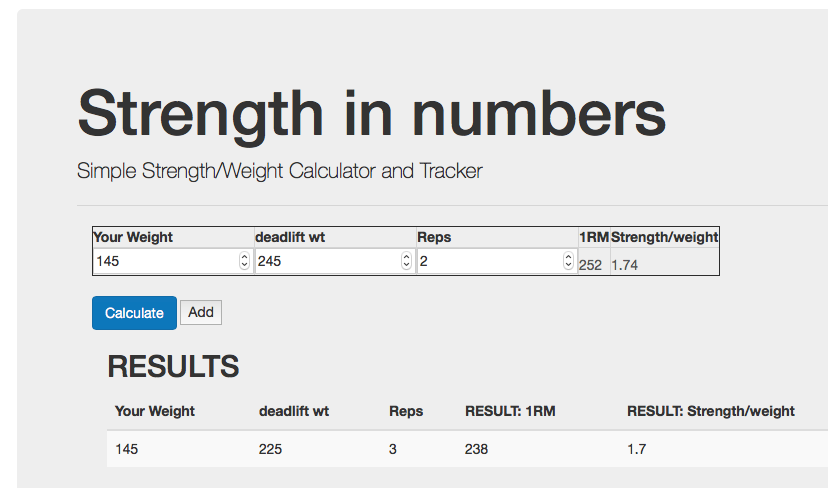 Strength in numbers
Simple Strength/Weight Calculator and Tracker
Your Weight deadlift wt Reps 1RM Strength/weight
145 245 2 252 1.74
Calculate Add
RESULTS
Your Weight deadlift wt Reps RESULT: 1RM RESULT: Strength/weight
145 225 3 238 1.7